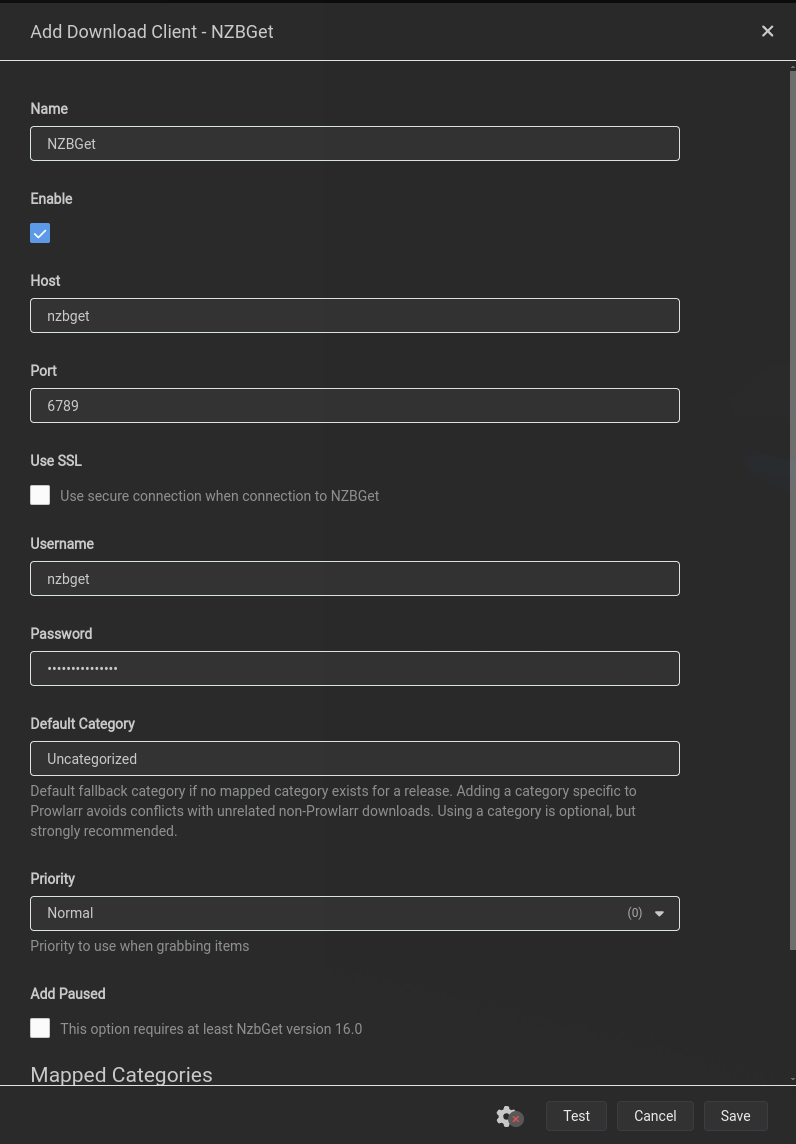 Add Download Client - NZBGet
Name
NZBGet
Enable
Host
nzbget
Port
6789
Use SSL
Use secure connection when connection to NZBGet
Username
nzbget
Password
•••••••••••••••
Default Category
Uncategorized
Default fallback category if no mapped category exists for a release. Adding a category specific to
Prowlarr avoids conflicts with unrelated non-Prowlarr downloads. Using a category is optional, but
strongly recommended.
Priority
Normal (0)
Priority to use when grabbing items
Add Paused
This option requires at least NzbGet version 16.0
Mapped Categories
Test Cancel Save